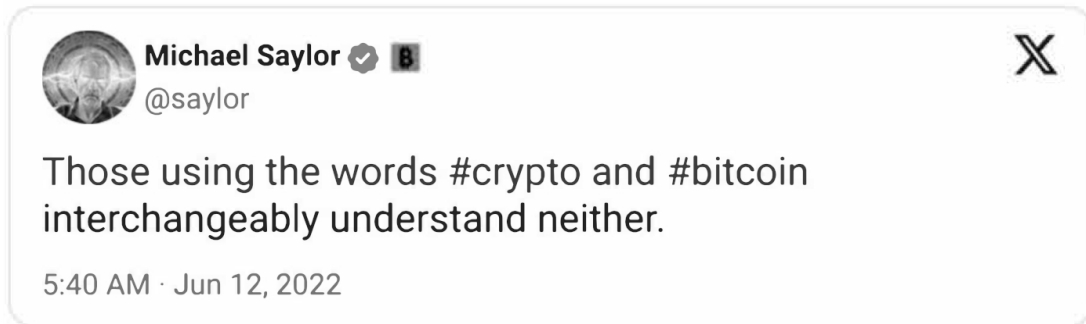 Michael Saylor
@saylor
Those using the words #crypto and #bitcoin
interchangeably understand neither.
5:40 AM · Jun 12, 2022